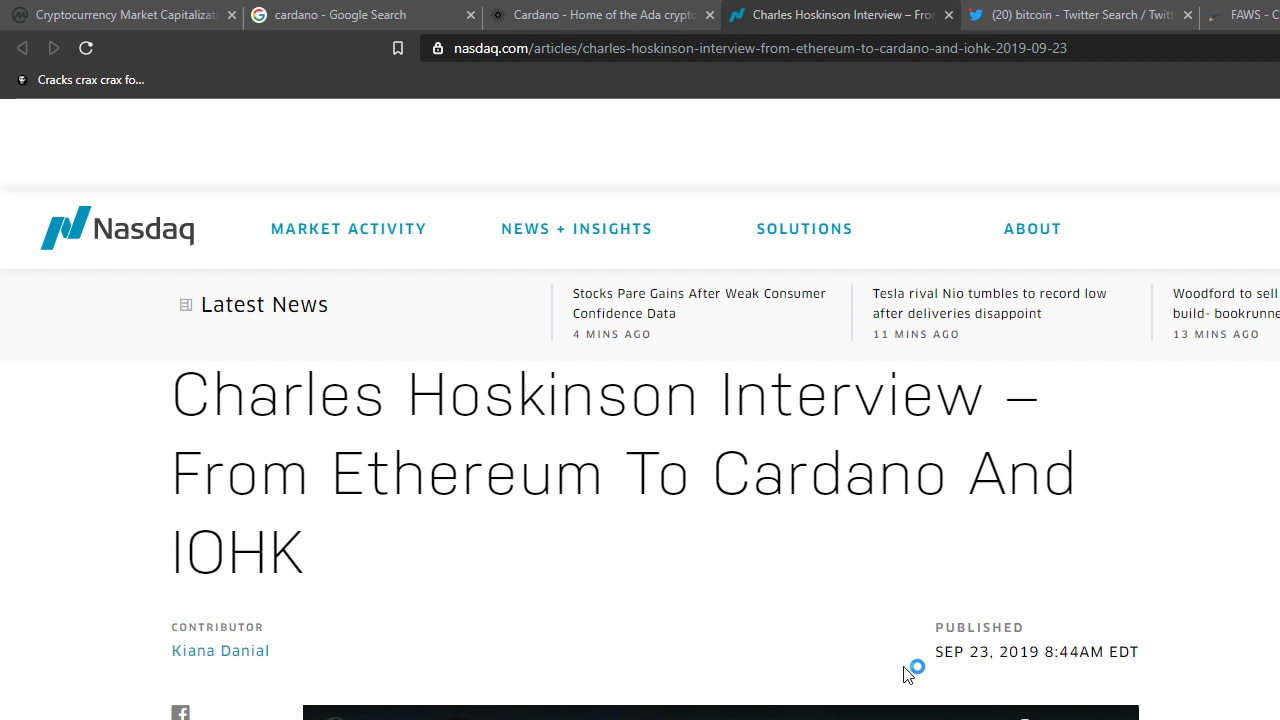 Cryptocurrency Market Capitalizat
cardano - Google Search
Cardano - Home of the Ada crypto
Charles Hoskinson Interview – Fro
(20) bitcoin - Twitter Search / Twitt
FAWS - C
nasdaq.com/articles/charles-hoskinson-interview-from-ethereum-to-cardano-and-iohk-2019-09-23
Cracks crax crax fo...
Nasdaq
MARKET ACTIVITY
NEWS + INSIGHTS
SOLUTIONS
ABOUT
Latest News
Stocks Pare Gains After Weak Consumer
Confidence Data
4 MINS AGO
Tesla rival Nio tumbles to record low
after deliveries disappoint
11 MINS AGO
Woodford to sell
build- bookrunne
13 MINS AGO
Charles Hoskinson Interview –
From Ethereum To Cardano And
IOHK
CONTRIBUTOR
Kiana Danial
PUBLISHED
SEP 23, 2019 8:44AM EDT